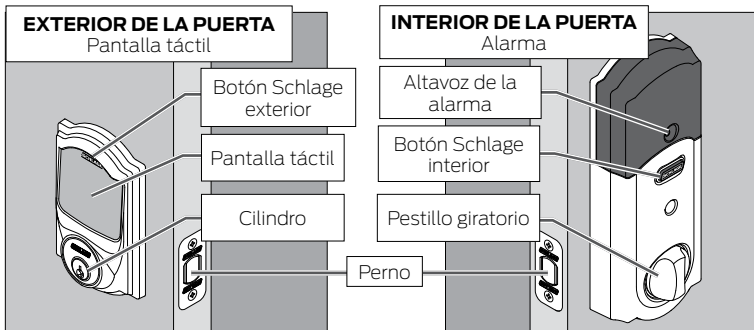 EXTERIOR DE LA PUERTA
Pantalla táctil
Botón Schlage
exterior
Pantalla táctil
Cilindro
INTERIOR DE LA PUERTA
Alarma
Altavoz de la
alarma
Botón Schlage
interior
Pestillo giratorio
Perno